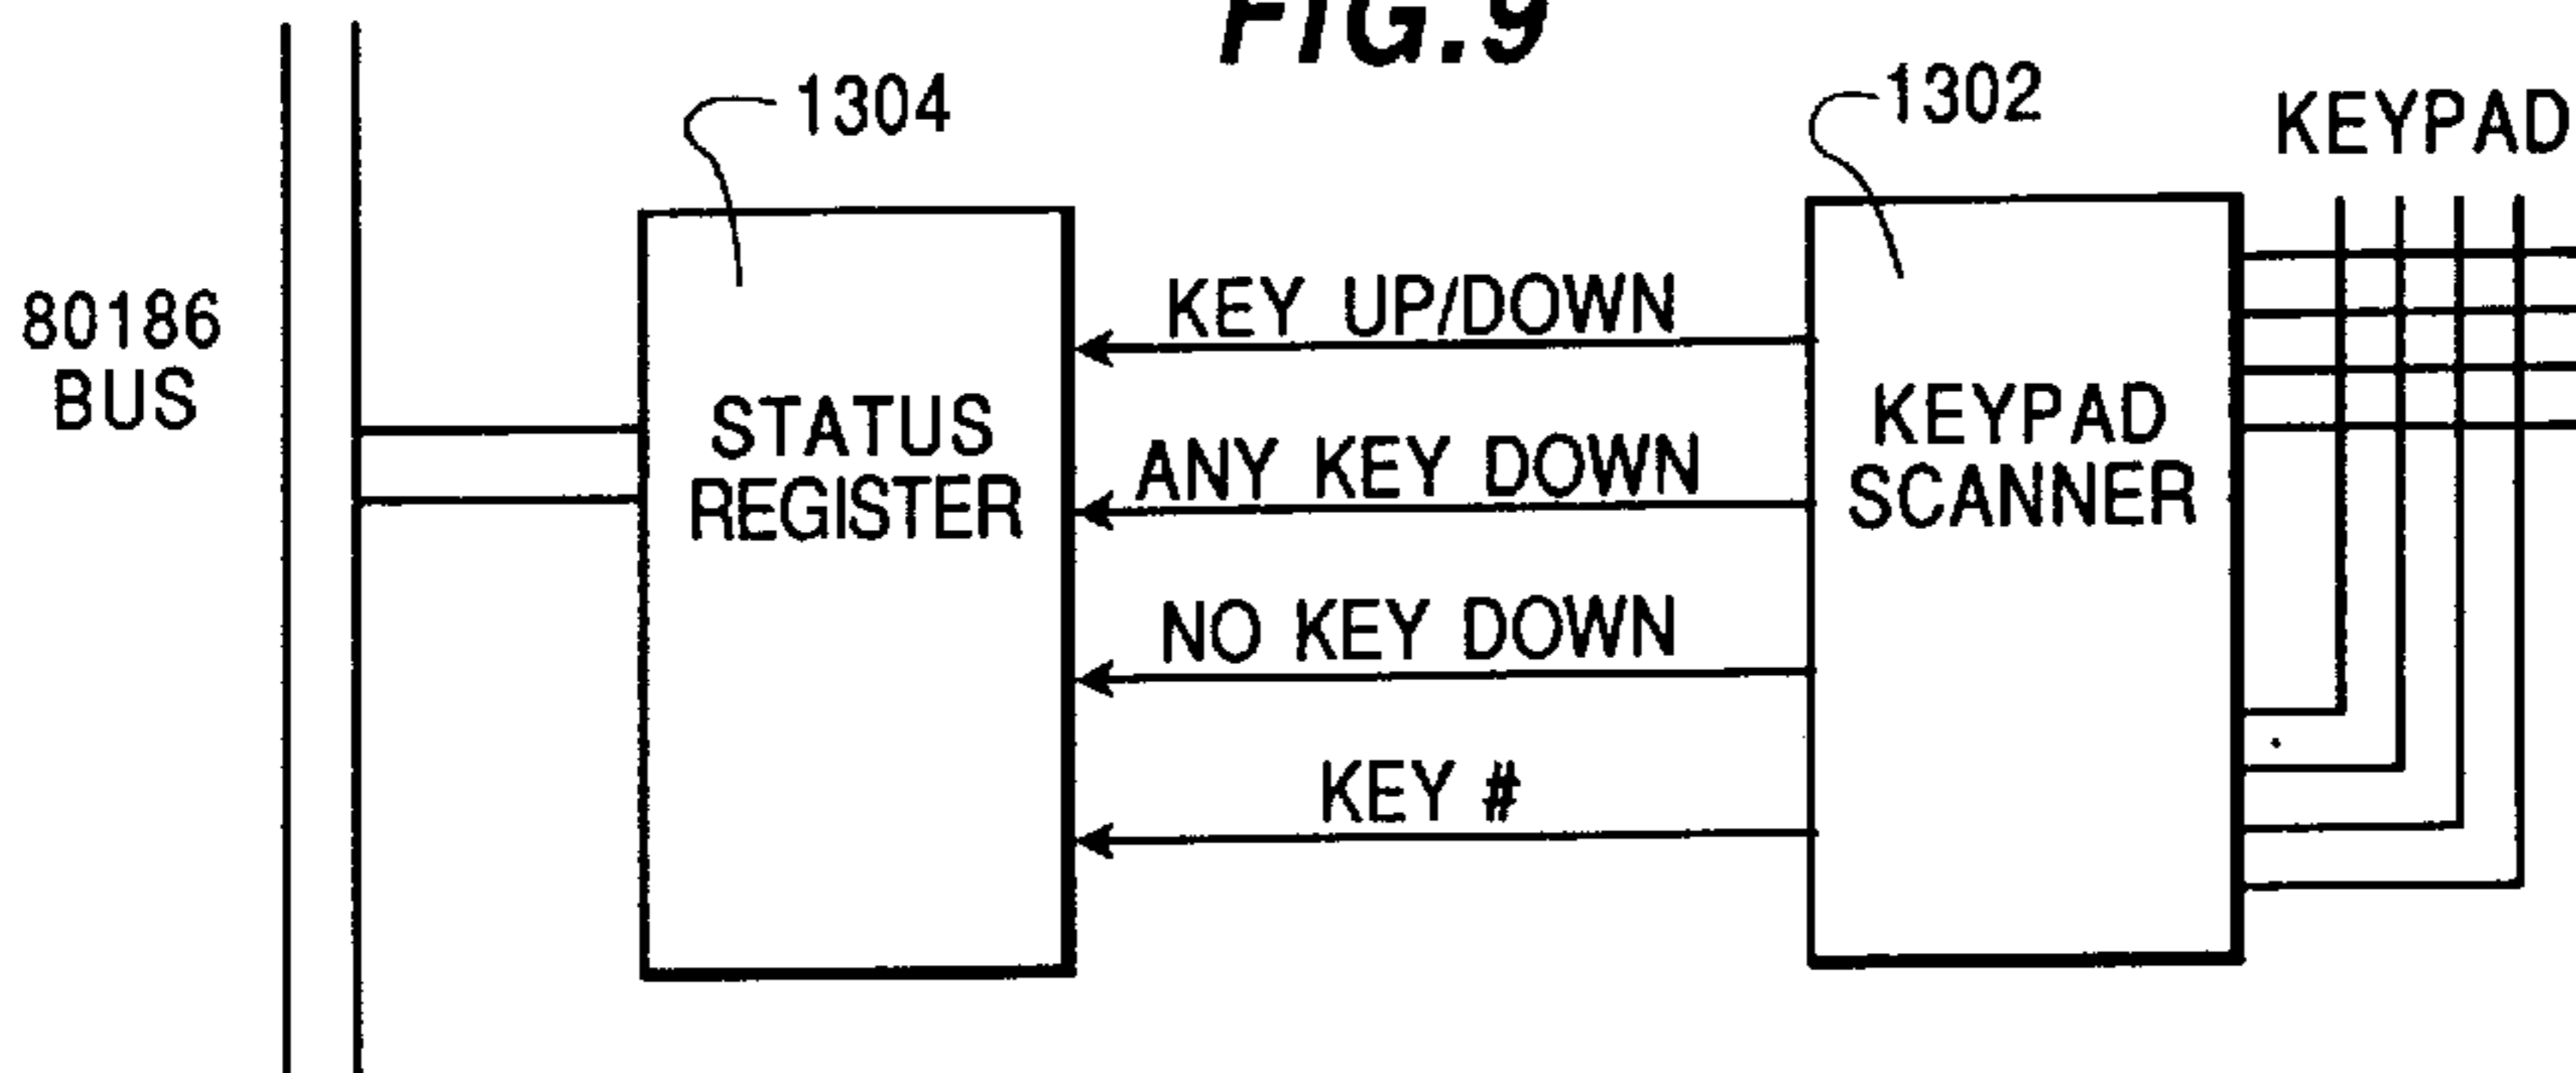 FIG.9
1304
1302
KEYPAD
80186
BUS
STATUS
REGISTER
KEY UP/DOWN
ANY KEY DOWN
NO KEY DOWN
KEY #
KEYPAD
SCANNER